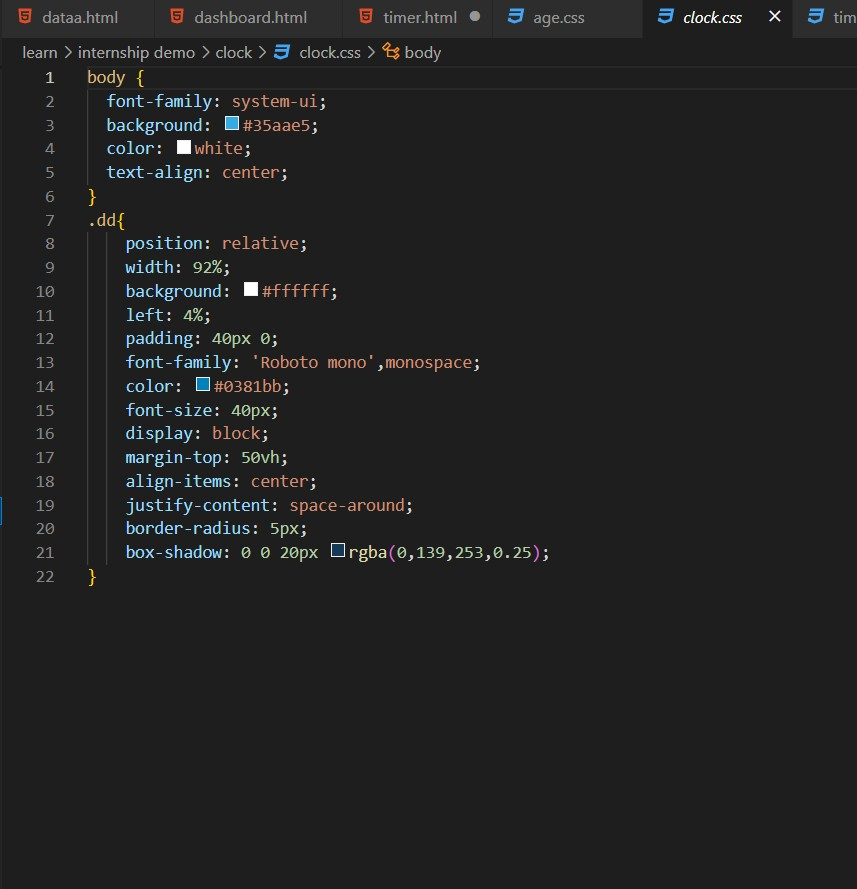 dataa.html dashboard.html timer.html age.css clock.css tim
learn > internship demo > clock > clock.css > body
1 body {
2 font-family: system-ui;
3 background: #35aae5;
4 color: white;
5 text-align: center;
6 }
7 .dd{
8 position: relative;
9 width: 92%;
10 background: #ffffff;
11 left: 4%;
12 padding: 40px 0;
13 font-family: 'Roboto mono',monospace;
14 color: #0381bb;
15 font-size: 40px;
16 display: block;
17 margin-top: 50vh;
18 align-items: center;
19 justify-content: space-around;
20 border-radius: 5px;
21 box-shadow: 0 0 20px rgba(0,139,253,0.25);
22 }